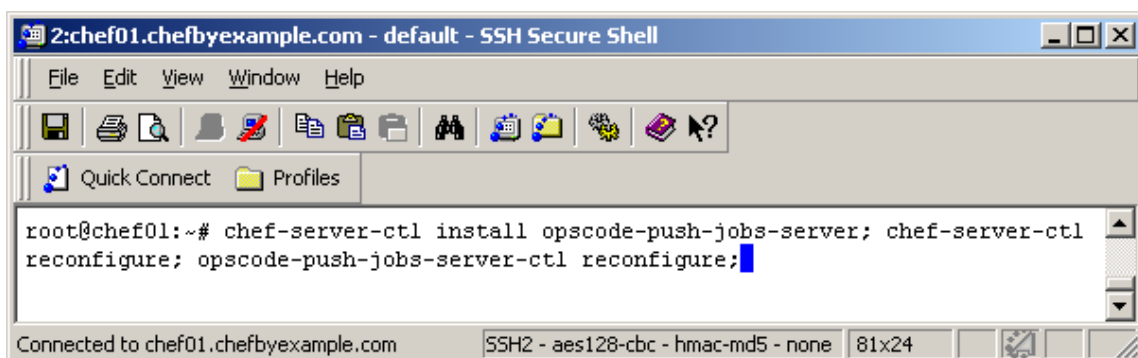 2:chef01.chefbyexample.com - default - SSH Secure Shell
File Edit View Window Help
Quick Connect Profiles
root@chef01:~# chef-server-ctl install opscode-push-jobs-server; chef-server-ctl
reconfigure; opscode-push-jobs-server-ctl reconfigure;
Connected to chef01.chefbyexample.com SSH2 - aes128-cbc - hmac-md5 - none 81x24